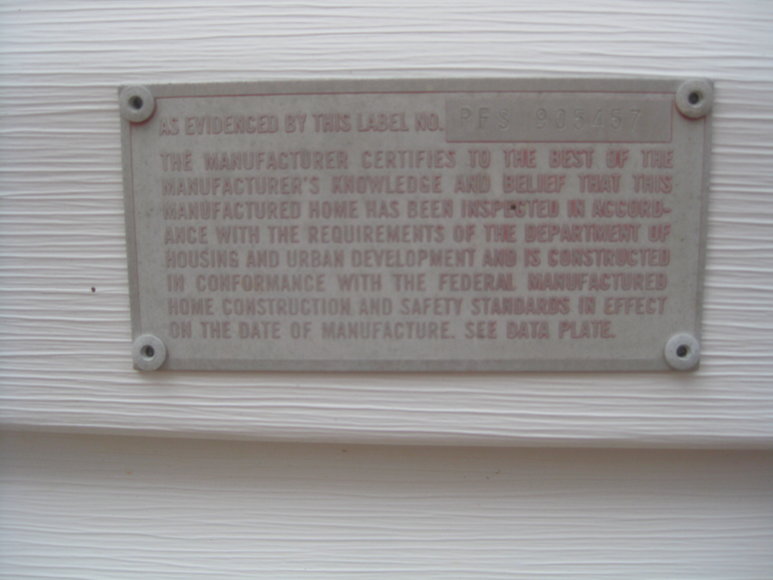 AS EVIDENCED BY THIS LABEL NO. PFS 905457
THE MANUFACTURER CERTIFIES TO THE BEST OF THE
MANUFACTURER'S KNOWLEDGE AND BELIEF THAT THIS
MANUFACTURED HOME HAS BEEN INSPECTED IN ACCORD-
ANCE WITH THE REQUIREMENTS OF THE DEPARTMENT OF
HOUSING AND URBAN DEVELOPMENT AND IS CONSTRUCTED
IN CONFORMANCE WITH THE FEDERAL MANUFACTURED
HOME CONSTRUCTION AND SAFETY STANDARDS IN EFFECT
ON THE DATE OF MANUFACTURE. SEE DATA PLATE.